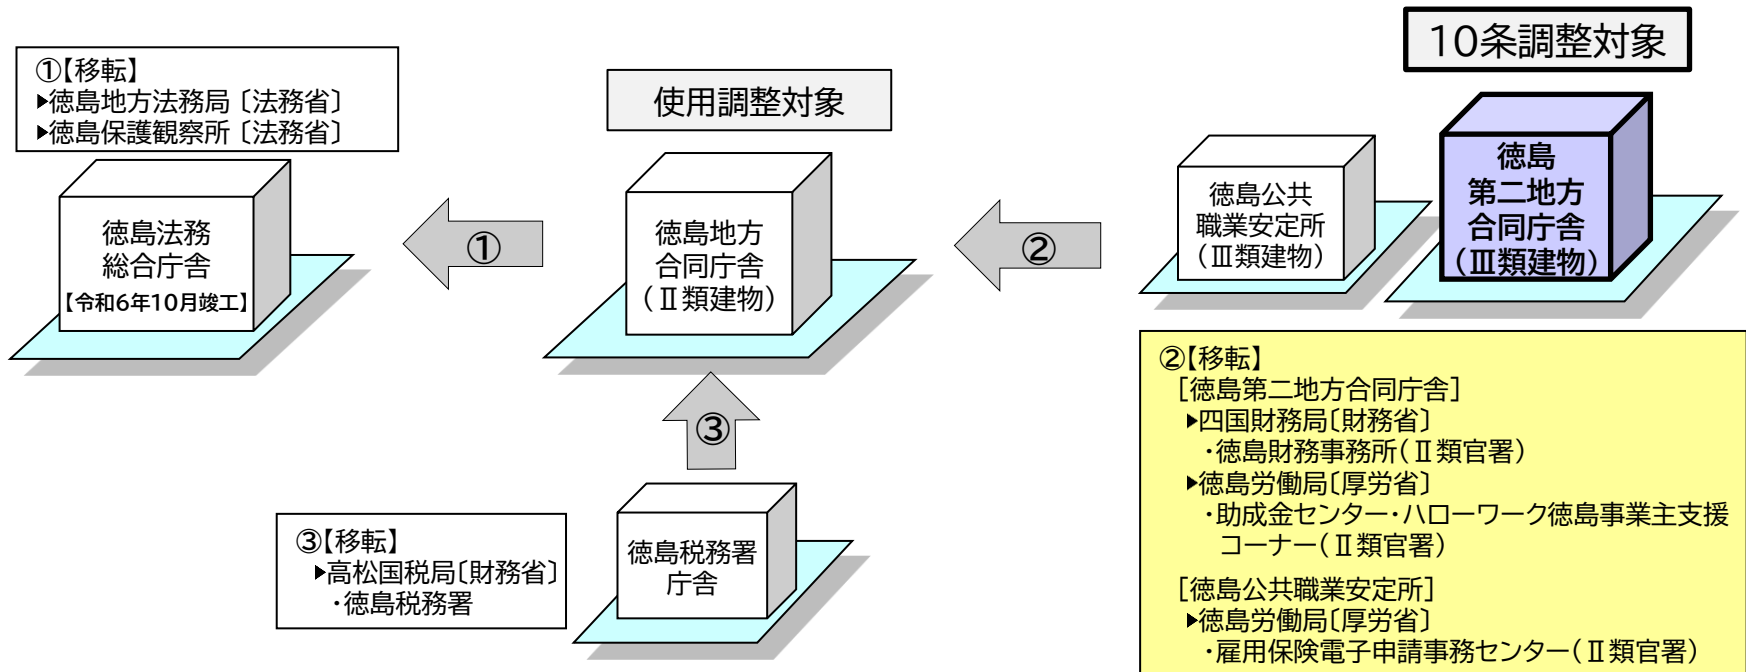 ①【移転】
▶徳島地方法務局〔法務省〕
▶徳島保護観察所〔法務省〕
徳島法務
総合庁舎
【令和6年10月竣工】
①
使用調整対象
徳島地方
合同庁舎
(Ⅱ類建物)
②
10条調整対象
徳島公共
職業安定所
(Ⅲ類建物)
徳島
第二地方
合同庁舎
(Ⅲ類建物)
③
③【移転】
▶高松国税局〔財務省〕
・徳島税務署
徳島税務署
庁舎
②【移転】
[徳島第二地方合同庁舎]
▶四国財務局〔財務省〕
・徳島財務事務所(Ⅱ類官署)
▶徳島労働局〔厚労省〕
・助成金センター・ハローワーク徳島事業主支援
コーナー(Ⅱ類官署)
[徳島公共職業安定所]
▶徳島労働局〔厚労省〕
・雇用保険電子申請事務センター(Ⅱ類官署)